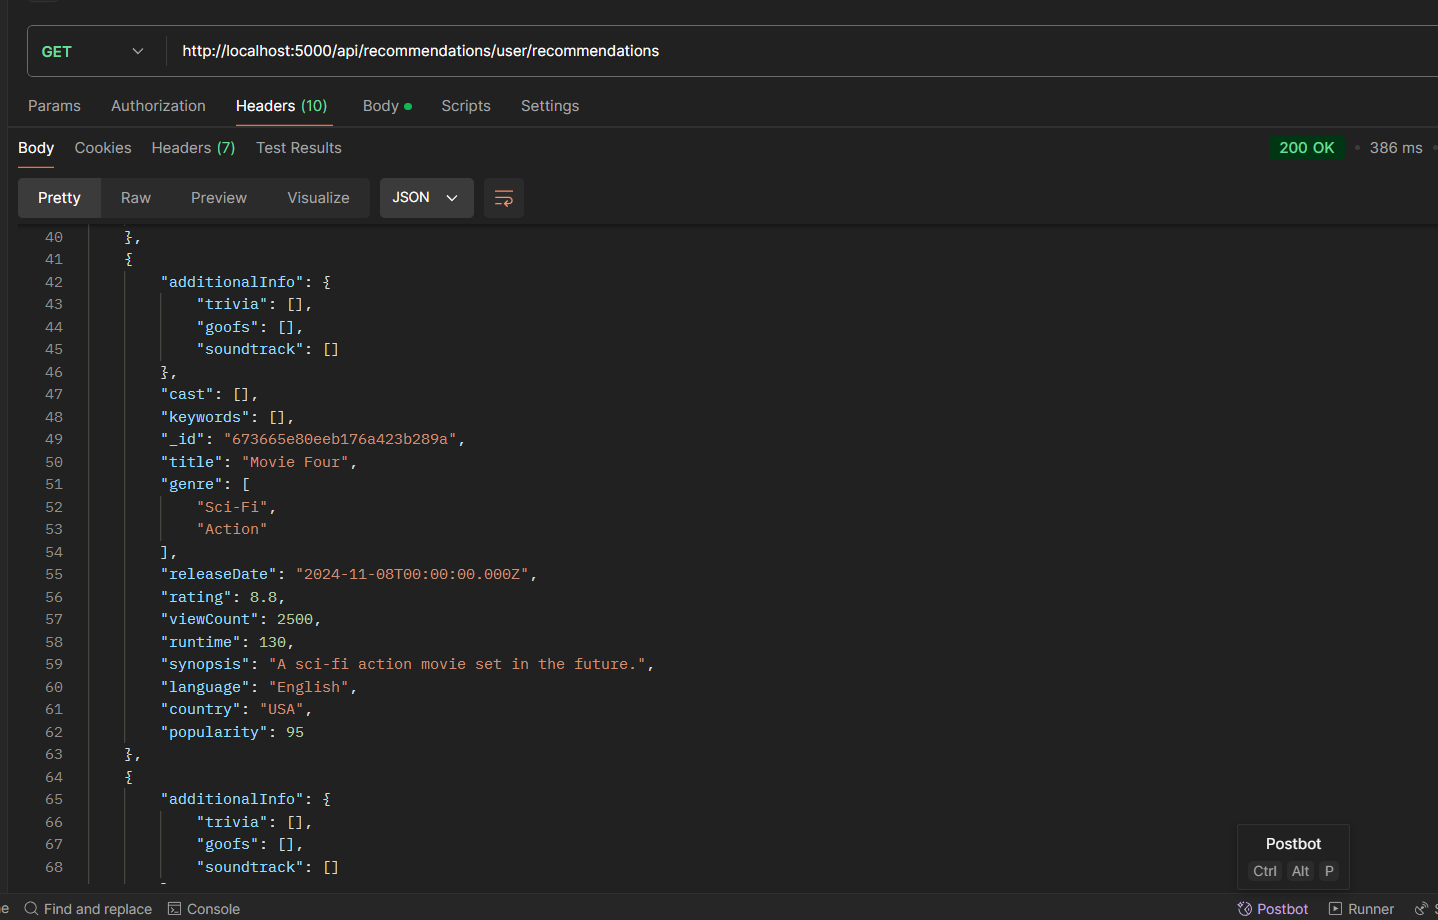 GET http://localhost:5000/api/recommendations/user/recommendations
Params Authorization Headers (10) Body Scripts Settings
Body Cookies Headers (7) Test Results 200 OK 386 ms
Pretty Raw Preview Visualize JSON
40 },
41 {
42 "additionalInfo": {
43 "trivia": [],
44 "goofs": [],
45 "soundtrack": []
46 },
47 "cast": [],
48 "keywords": [],
49 "_id": "673665e80eeb176a423b289a",
50 "title": "Movie Four",
51 "genre": [
52 "Sci-Fi",
53 "Action"
54 ],
55 "releaseDate": "2024-11-08T00:00:00.000Z",
56 "rating": 8.8,
57 "viewCount": 2500,
58 "runtime": 130,
59 "synopsis": "A sci-fi action movie set in the future.",
60 "language": "English",
61 "country": "USA",
62 "popularity": 95
63 },
64 {
65 "additionalInfo": {
66 "trivia": [],
67 "goofs": [],
68 "soundtrack": []
Postbot
Ctrl Alt P
Find and replace Console Postbot Runner